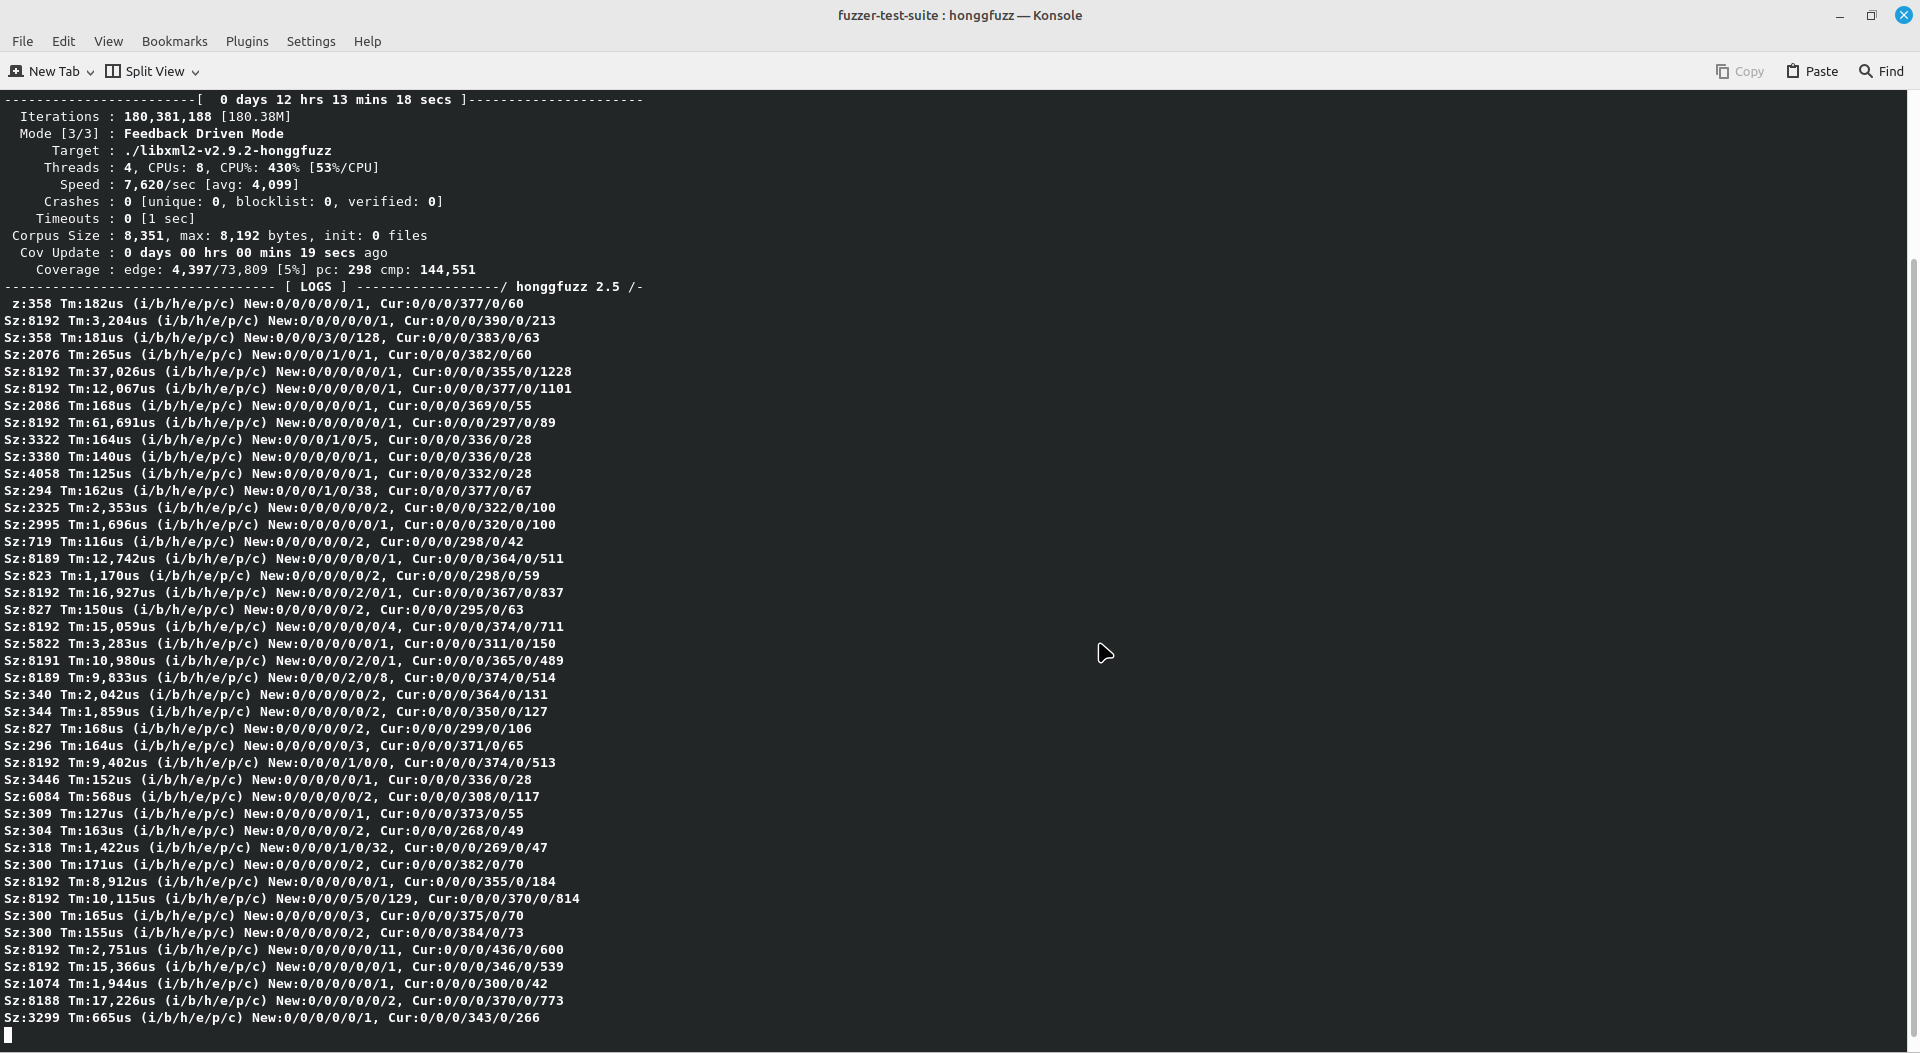 fuzzer-test-suite : honggfuzz — Konsole
File Edit View Bookmarks Plugins Settings Help
New Tab Split View Copy Paste Find
------------------------[  0 days 12 hrs 13 mins 18 secs ]----------------------
  Iterations : 180,381,188 [180.38M]
  Mode [3/3] : Feedback Driven Mode
      Target : ./libxml2-v2.9.2-honggfuzz
     Threads : 4, CPUs: 8, CPU%: 430% [53%/CPU]
       Speed : 7,620/sec [avg: 4,099]
     Crashes : 0 [unique: 0, blocklist: 0, verified: 0]
    Timeouts : 0 [1 sec]
 Corpus Size : 8,351, max: 8,192 bytes, init: 0 files
  Cov Update : 0 days 00 hrs 00 mins 19 secs ago
    Coverage : edge: 4,397/73,809 [5%] pc: 298 cmp: 144,551
---------------------------------- [ LOGS ] ------------------/ honggfuzz 2.5 /-
 z:358 Tm:182us (i/b/h/e/p/c) New:0/0/0/0/0/1, Cur:0/0/0/377/0/60
Sz:8192 Tm:3,204us (i/b/h/e/p/c) New:0/0/0/0/0/1, Cur:0/0/0/390/0/213
Sz:358 Tm:181us (i/b/h/e/p/c) New:0/0/0/3/0/128, Cur:0/0/0/383/0/63
Sz:2076 Tm:265us (i/b/h/e/p/c) New:0/0/0/1/0/1, Cur:0/0/0/382/0/60
Sz:8192 Tm:37,026us (i/b/h/e/p/c) New:0/0/0/0/0/1, Cur:0/0/0/355/0/1228
Sz:8192 Tm:12,067us (i/b/h/e/p/c) New:0/0/0/0/0/1, Cur:0/0/0/377/0/1101
Sz:2086 Tm:168us (i/b/h/e/p/c) New:0/0/0/0/0/1, Cur:0/0/0/369/0/55
Sz:8192 Tm:61,691us (i/b/h/e/p/c) New:0/0/0/0/0/1, Cur:0/0/0/297/0/89
Sz:3322 Tm:164us (i/b/h/e/p/c) New:0/0/0/1/0/5, Cur:0/0/0/336/0/28
Sz:3380 Tm:140us (i/b/h/e/p/c) New:0/0/0/0/0/1, Cur:0/0/0/336/0/28
Sz:4058 Tm:125us (i/b/h/e/p/c) New:0/0/0/0/0/1, Cur:0/0/0/332/0/28
Sz:294 Tm:162us (i/b/h/e/p/c) New:0/0/0/1/0/38, Cur:0/0/0/377/0/67
Sz:2325 Tm:2,353us (i/b/h/e/p/c) New:0/0/0/0/0/2, Cur:0/0/0/322/0/100
Sz:2995 Tm:1,696us (i/b/h/e/p/c) New:0/0/0/0/0/1, Cur:0/0/0/320/0/100
Sz:719 Tm:116us (i/b/h/e/p/c) New:0/0/0/0/0/2, Cur:0/0/0/298/0/42
Sz:8189 Tm:12,742us (i/b/h/e/p/c) New:0/0/0/0/0/1, Cur:0/0/0/364/0/511
Sz:823 Tm:1,170us (i/b/h/e/p/c) New:0/0/0/0/0/2, Cur:0/0/0/298/0/59
Sz:8192 Tm:16,927us (i/b/h/e/p/c) New:0/0/0/2/0/1, Cur:0/0/0/367/0/837
Sz:827 Tm:150us (i/b/h/e/p/c) New:0/0/0/0/0/2, Cur:0/0/0/295/0/63
Sz:8192 Tm:15,059us (i/b/h/e/p/c) New:0/0/0/0/0/4, Cur:0/0/0/374/0/711
Sz:5822 Tm:3,283us (i/b/h/e/p/c) New:0/0/0/0/0/1, Cur:0/0/0/311/0/150
Sz:8191 Tm:10,980us (i/b/h/e/p/c) New:0/0/0/2/0/1, Cur:0/0/0/365/0/489
Sz:8189 Tm:9,833us (i/b/h/e/p/c) New:0/0/0/2/0/8, Cur:0/0/0/374/0/514
Sz:340 Tm:2,042us (i/b/h/e/p/c) New:0/0/0/0/0/2, Cur:0/0/0/364/0/131
Sz:344 Tm:1,859us (i/b/h/e/p/c) New:0/0/0/0/0/2, Cur:0/0/0/350/0/127
Sz:827 Tm:168us (i/b/h/e/p/c) New:0/0/0/0/0/2, Cur:0/0/0/299/0/106
Sz:296 Tm:164us (i/b/h/e/p/c) New:0/0/0/0/0/3, Cur:0/0/0/371/0/65
Sz:8192 Tm:9,402us (i/b/h/e/p/c) New:0/0/0/1/0/0, Cur:0/0/0/374/0/513
Sz:3446 Tm:152us (i/b/h/e/p/c) New:0/0/0/0/0/1, Cur:0/0/0/336/0/28
Sz:6084 Tm:568us (i/b/h/e/p/c) New:0/0/0/0/0/2, Cur:0/0/0/308/0/117
Sz:309 Tm:127us (i/b/h/e/p/c) New:0/0/0/0/0/1, Cur:0/0/0/373/0/55
Sz:304 Tm:163us (i/b/h/e/p/c) New:0/0/0/0/0/2, Cur:0/0/0/268/0/49
Sz:318 Tm:1,422us (i/b/h/e/p/c) New:0/0/0/1/0/32, Cur:0/0/0/269/0/47
Sz:300 Tm:171us (i/b/h/e/p/c) New:0/0/0/0/0/2, Cur:0/0/0/382/0/70
Sz:8192 Tm:8,912us (i/b/h/e/p/c) New:0/0/0/0/0/1, Cur:0/0/0/355/0/184
Sz:8192 Tm:10,115us (i/b/h/e/p/c) New:0/0/0/5/0/129, Cur:0/0/0/370/0/814
Sz:300 Tm:165us (i/b/h/e/p/c) New:0/0/0/0/0/3, Cur:0/0/0/375/0/70
Sz:300 Tm:155us (i/b/h/e/p/c) New:0/0/0/0/0/2, Cur:0/0/0/384/0/73
Sz:8192 Tm:2,751us (i/b/h/e/p/c) New:0/0/0/0/0/11, Cur:0/0/0/436/0/600
Sz:8192 Tm:15,366us (i/b/h/e/p/c) New:0/0/0/0/0/1, Cur:0/0/0/346/0/539
Sz:1074 Tm:1,944us (i/b/h/e/p/c) New:0/0/0/0/0/1, Cur:0/0/0/300/0/42
Sz:8188 Tm:17,226us (i/b/h/e/p/c) New:0/0/0/0/0/2, Cur:0/0/0/370/0/773
Sz:3299 Tm:665us (i/b/h/e/p/c) New:0/0/0/0/0/1, Cur:0/0/0/343/0/266